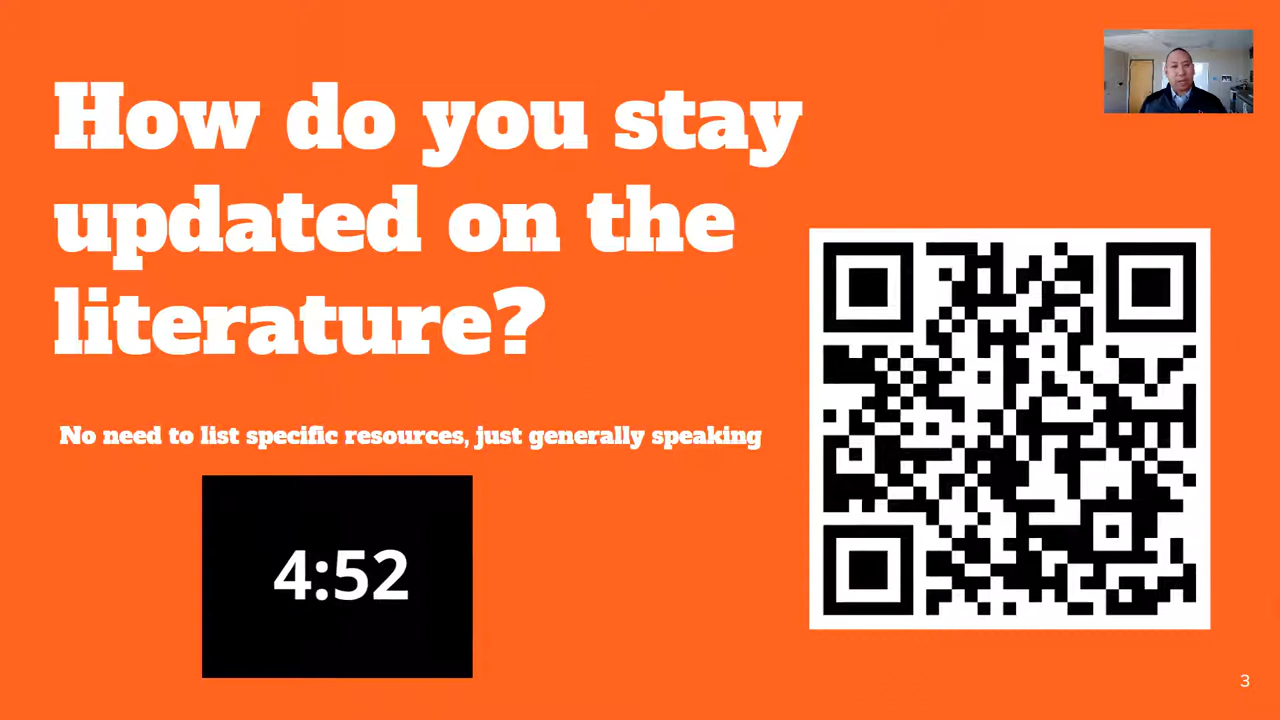 How do you stay
updated on the
literature?
No need to list specific resources, just generally speaking
4:52
3